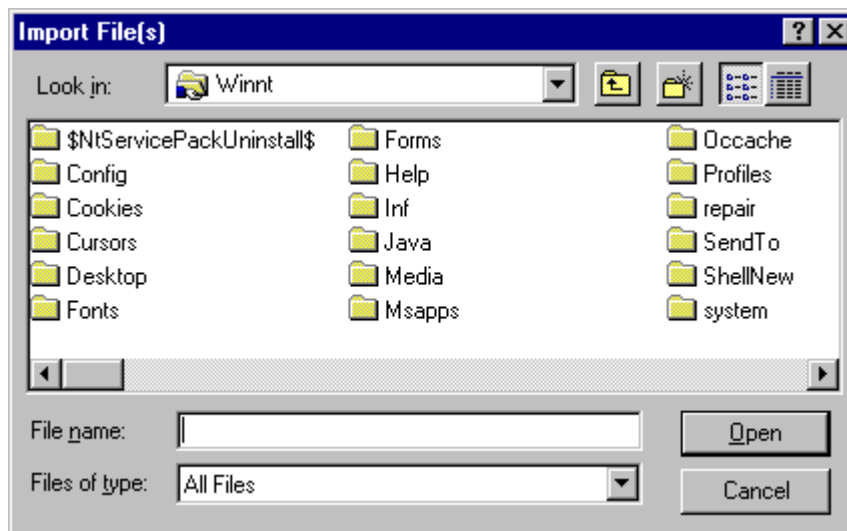 Import File(s)
Look in: Winnt
$NtServicePackUninstall$ Forms Occache
Config Help Profiles
Cookies Inf repair
Cursors Java SendTo
Desktop Media ShellNew
Fonts Msapps system
File name: Open
Files of type: All Files Cancel